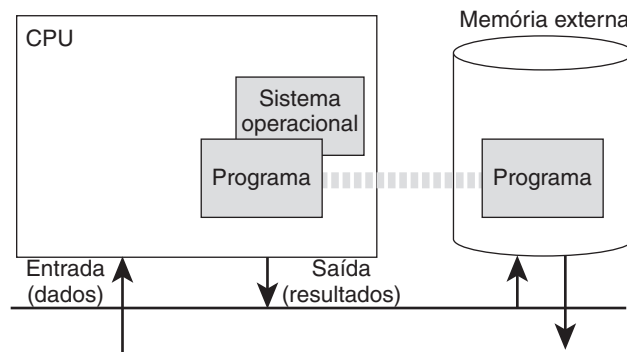 Memória externa
CPU
Sistema
operacional
Programa
Programa
Entrada
(dados)
Saída
(resultados)